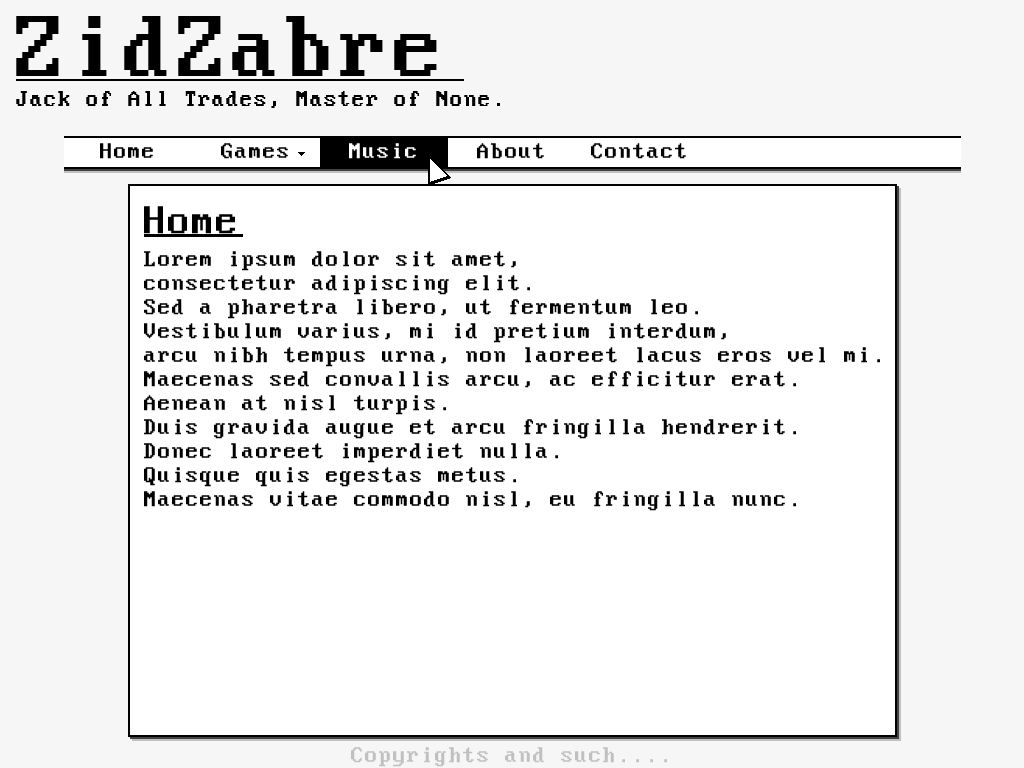 ZidZabre
Jack of All Trades, Master of None.
Home Games Music About Contact
Home
Lorem ipsum dolor sit amet,
consectetur adipiscing elit.
Sed a pharetra libero, ut fermentum leo.
Vestibulum varius, mi id pretium interdum,
arcu nibh tempus urna, non laoreet lacus eros vel mi.
Maecenas sed convallis arcu, ac efficitur erat.
Aenean at nisl turpis.
Duis gravida augue et arcu fringilla hendrerit.
Donec laoreet imperdiet nulla.
Quisque quis egestas metus.
Maecenas vitae commodo nisl, eu fringilla nunc.
Copyrights and such....